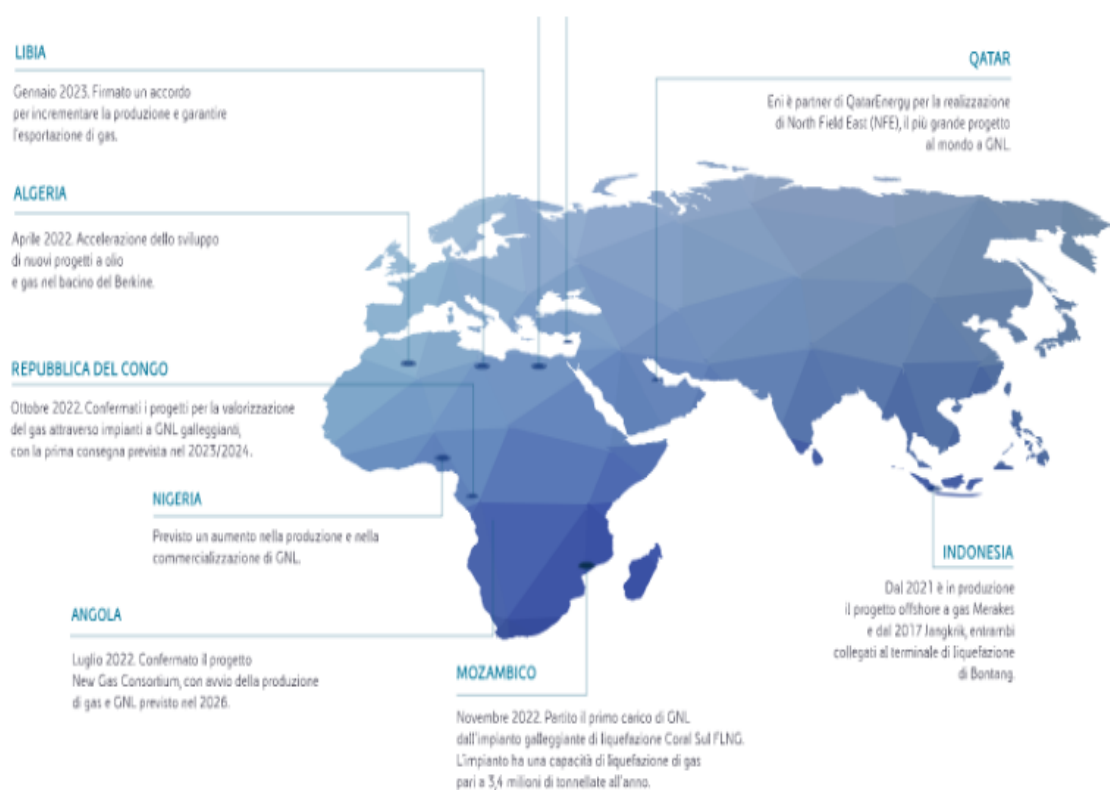 LIBIA
Gennaio 2023. Firmato un accordo
per incrementare la produzione e garantire
l'esportazione di gas.
QATAR
Eni è partner di QatarEnergy per la realizzazione
di North Field East (NFE), il più grande progetto
al mondo a GNL.
ALGERIA
Aprile 2022. Accelerazione dello sviluppo
di nuovi progetti a olio
e gas nel bacino del Berkine.
REPUBBLICA DEL CONGO
Ottobre 2022. Confermati i progetti per la valorizzazione
del gas attraverso impianti a GNL galleggianti,
con la prima consegna prevista nel 2023/2024.
NIGERIA
Previsto un aumento nella produzione e nella
commercializzazione di GNL.
ANGOLA
Luglio 2022. Confermato il progetto
New Gas Consortium, con avvio della produzione
di gas e GNL previsto nel 2026.
MOZAMBICO
Novembre 2022. Partito il primo carico di GNL
dall'impianto galleggiante di liquefazione Coral Sul FLNG.
L'impianto ha una capacità di liquefazione di gas
pari a 3,4 milioni di tonnellate all'anno.
INDONESIA
Dal 2021 è in produzione
il progetto offshore a gas Merakes
e dal 2017 Jangkrik, entrambi
collegati al terminale di liquefazione
di Bontang.